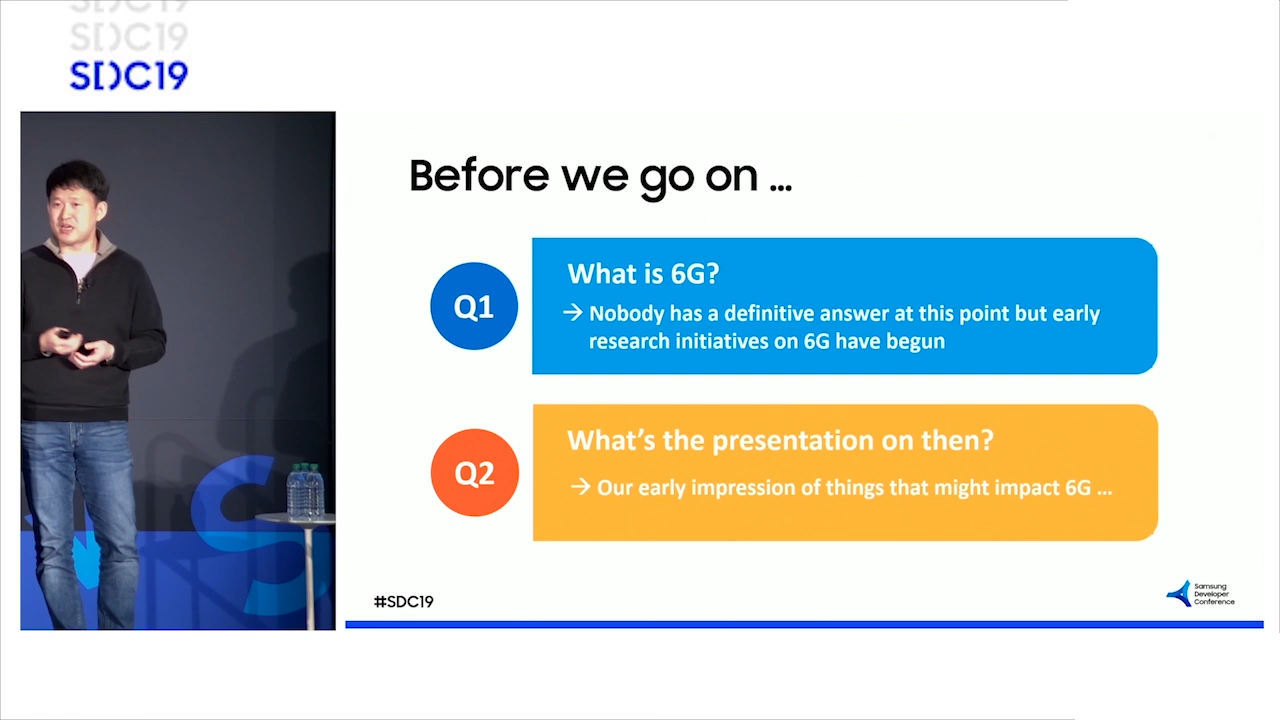 SDC19
SDC19
SDC19
Before we go on ...
Q1
What is 6G?
→ Nobody has a definitive answer at this point but early
research initiatives on 6G have begun
Q2
What's the presentation on then?
→ Our early impression of things that might impact 6G ...
#SDC19
Samsung
Developer
Conference